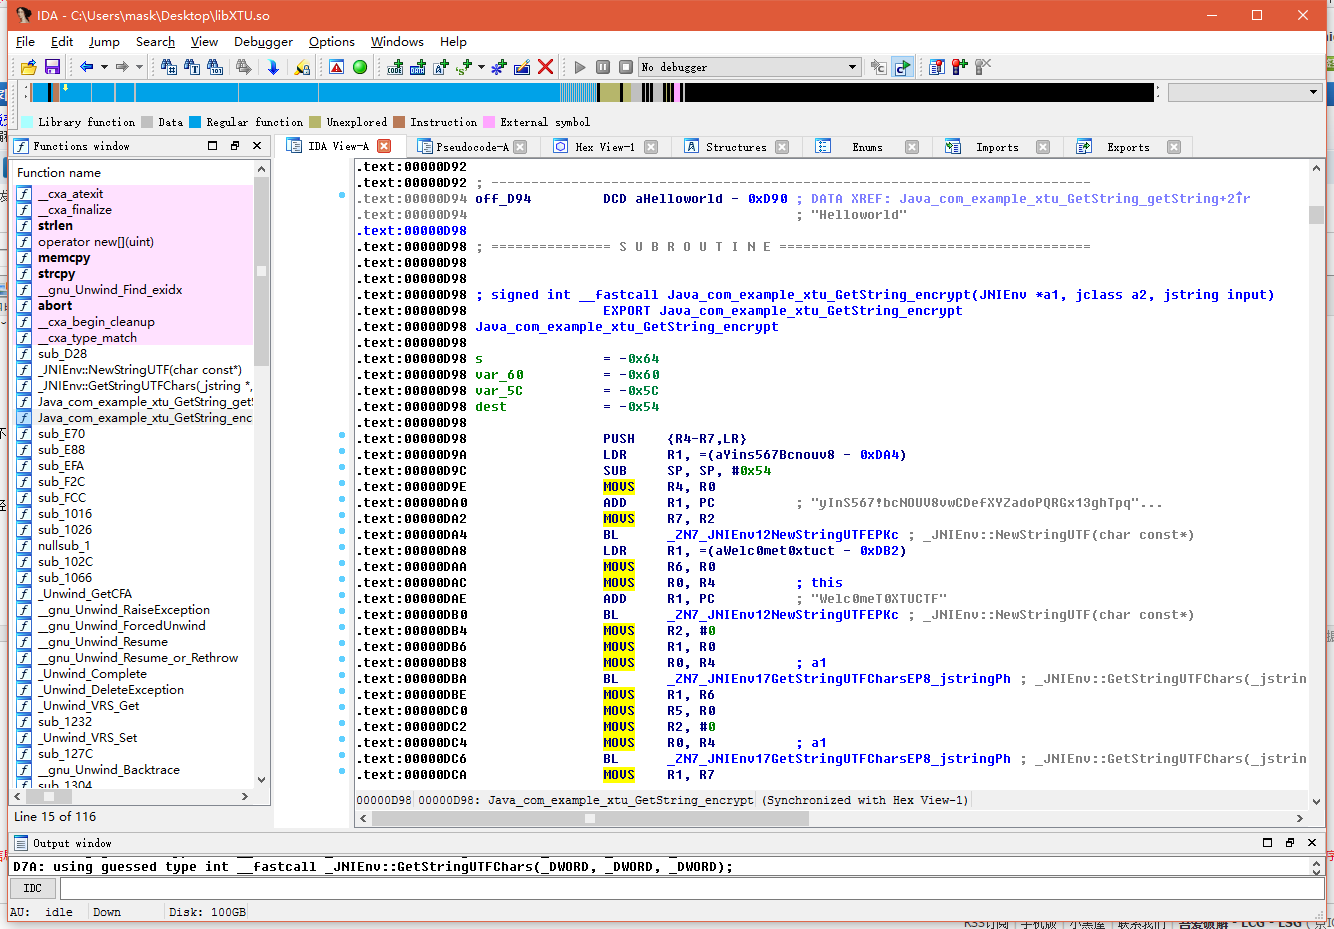 IDA - C:\Users\mask\Desktop\libXTU.so
File Edit Jump Search View Debugger Options Windows Help
No debugger
Library function Data Regular function Unexplored Instruction External symbol
Functions window
IDA View-A Pseudocode-A Hex View-1 Structures Enums Imports Exports
Function name
__cxa_atexit
__cxa_finalize
strlen
operator new[](uint)
memcpy
strcpy
__gnu_Unwind_Find_exidx
abort
__cxa_begin_cleanup
__cxa_type_match
sub_D28
_JNIEnv::NewStringUTF(char const*)
_JNIEnv::GetStringUTFChars(_jstring *,
Java_com_example_xtu_GetString_get
Java_com_example_xtu_GetString_enc
sub_E70
sub_E88
sub_EFA
sub_F2C
sub_FCC
sub_1016
sub_1026
nullsub_1
sub_102C
sub_1066
_Unwind_GetCFA
__gnu_Unwind_RaiseException
__gnu_Unwind_ForcedUnwind
__gnu_Unwind_Resume
__gnu_Unwind_Resume_or_Rethrow
_Unwind_Complete
_Unwind_DeleteException
_Unwind_VRS_Get
sub_1232
_Unwind_VRS_Set
sub_127C
__gnu_Unwind_Backtrace
sub_1304
Line 15 of 116
.text:00000D92
.text:00000D92 ; ---------------------------------------------------------------------------
.text:00000D94 off_D94 DCD aHelloworld - 0xD90 ; DATA XREF: Java_com_example_xtu_GetString_getString+2↑r
.text:00000D94 ; "Helloworld"
.text:00000D98
.text:00000D98 ; =============== S U B R O U T I N E =======================================
.text:00000D98
.text:00000D98
.text:00000D98 ; signed int __fastcall Java_com_example_xtu_GetString_encrypt(JNIEnv *a1, jclass a2, jstring input)
.text:00000D98 EXPORT Java_com_example_xtu_GetString_encrypt
.text:00000D98 Java_com_example_xtu_GetString_encrypt
.text:00000D98
.text:00000D98 s = -0x64
.text:00000D98 var_60 = -0x60
.text:00000D98 var_5C = -0x5C
.text:00000D98 dest = -0x54
.text:00000D98
.text:00000D98 PUSH {R4-R7,LR}
.text:00000D9A LDR R1, =(aYins567Bcnouv8 - 0xDA4)
.text:00000D9C SUB SP, SP, #0x54
.text:00000D9E MOVS R4, R0
.text:00000DA0 ADD R1, PC ; "yInS567!bcNOUV8vwCDefXYZadoPQRGx13ghTpq"...
.text:00000DA2 MOVS R7, R2
.text:00000DA4 BL _ZN7_JNIEnv12NewStringUTFEPKc ; _JNIEnv::NewStringUTF(char const*)
.text:00000DA8 LDR R1, =(aWelc0met0xtuct - 0xDB2)
.text:00000DAA MOVS R6, R0
.text:00000DAC MOVS R0, R4 ; this
.text:00000DAE ADD R1, PC ; "Welc0meT0XTUCTF"
.text:00000DB0 BL _ZN7_JNIEnv12NewStringUTFEPKc ; _JNIEnv::NewStringUTF(char const*)
.text:00000DB4 MOVS R2, #0
.text:00000DB6 MOVS R1, R0
.text:00000DB8 MOVS R0, R4 ; a1
.text:00000DBA BL _ZN7_JNIEnv17GetStringUTFCharsEP8_jstringPh ; _JNIEnv::GetStringUTFChars(_jstrin
.text:00000DBE MOVS R1, R6
.text:00000DC0 MOVS R5, R0
.text:00000DC2 MOVS R2, #0
.text:00000DC4 MOVS R0, R4 ; a1
.text:00000DC6 BL _ZN7_JNIEnv17GetStringUTFCharsEP8_jstringPh ; _JNIEnv::GetStringUTFChars(_jstrin
.text:00000DCA MOVS R1, R7
00000D98 00000D98: Java_com_example_xtu_GetString_encrypt (Synchronized with Hex View-1)
Output window
D7A: using guessed type int __fastcall _JNIEnv::GetStringUTFChars(_DWORD, _DWORD, _DWORD);
IDC
AU: idle Down Disk: 100GB